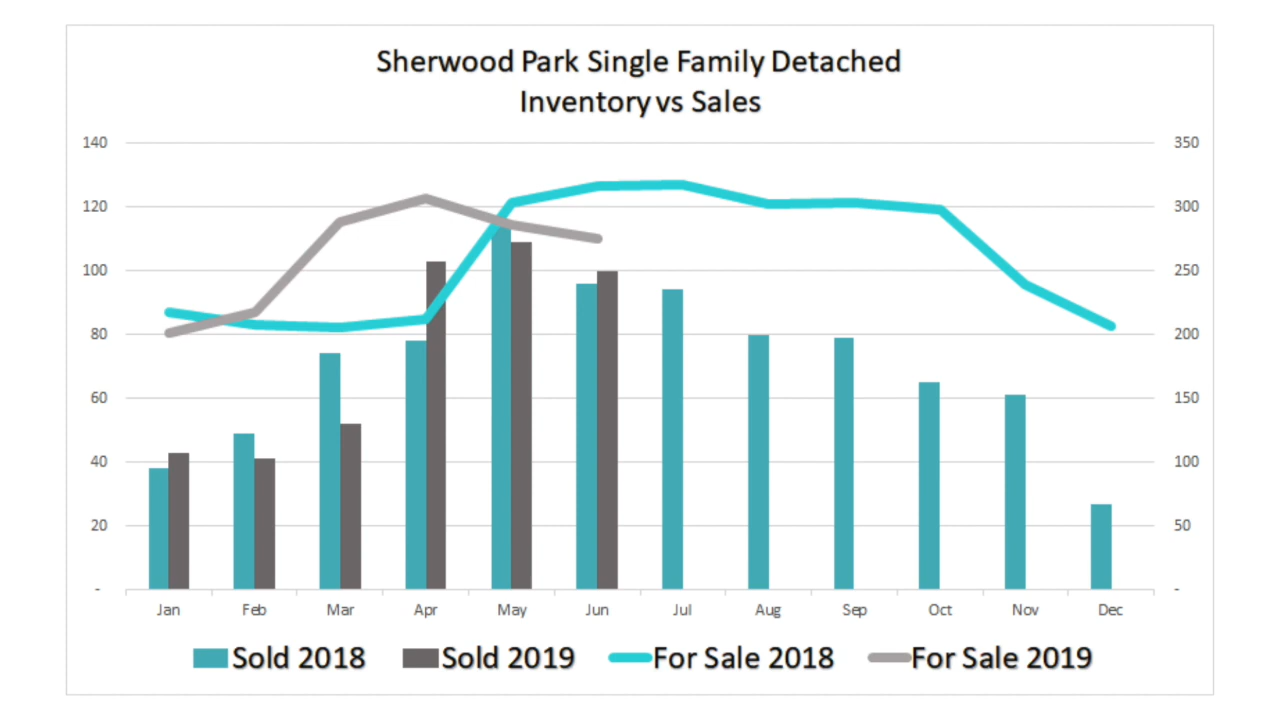 Sherwood Park Single Family Detached
Inventory vs Sales
140 350
120 300
100 250
80 200
60 150
40 100
20 50
- -
Jan Feb Mar Apr May Jun Jul Aug Sep Oct Nov Dec
Sold 2018 Sold 2019 For Sale 2018 For Sale 2019